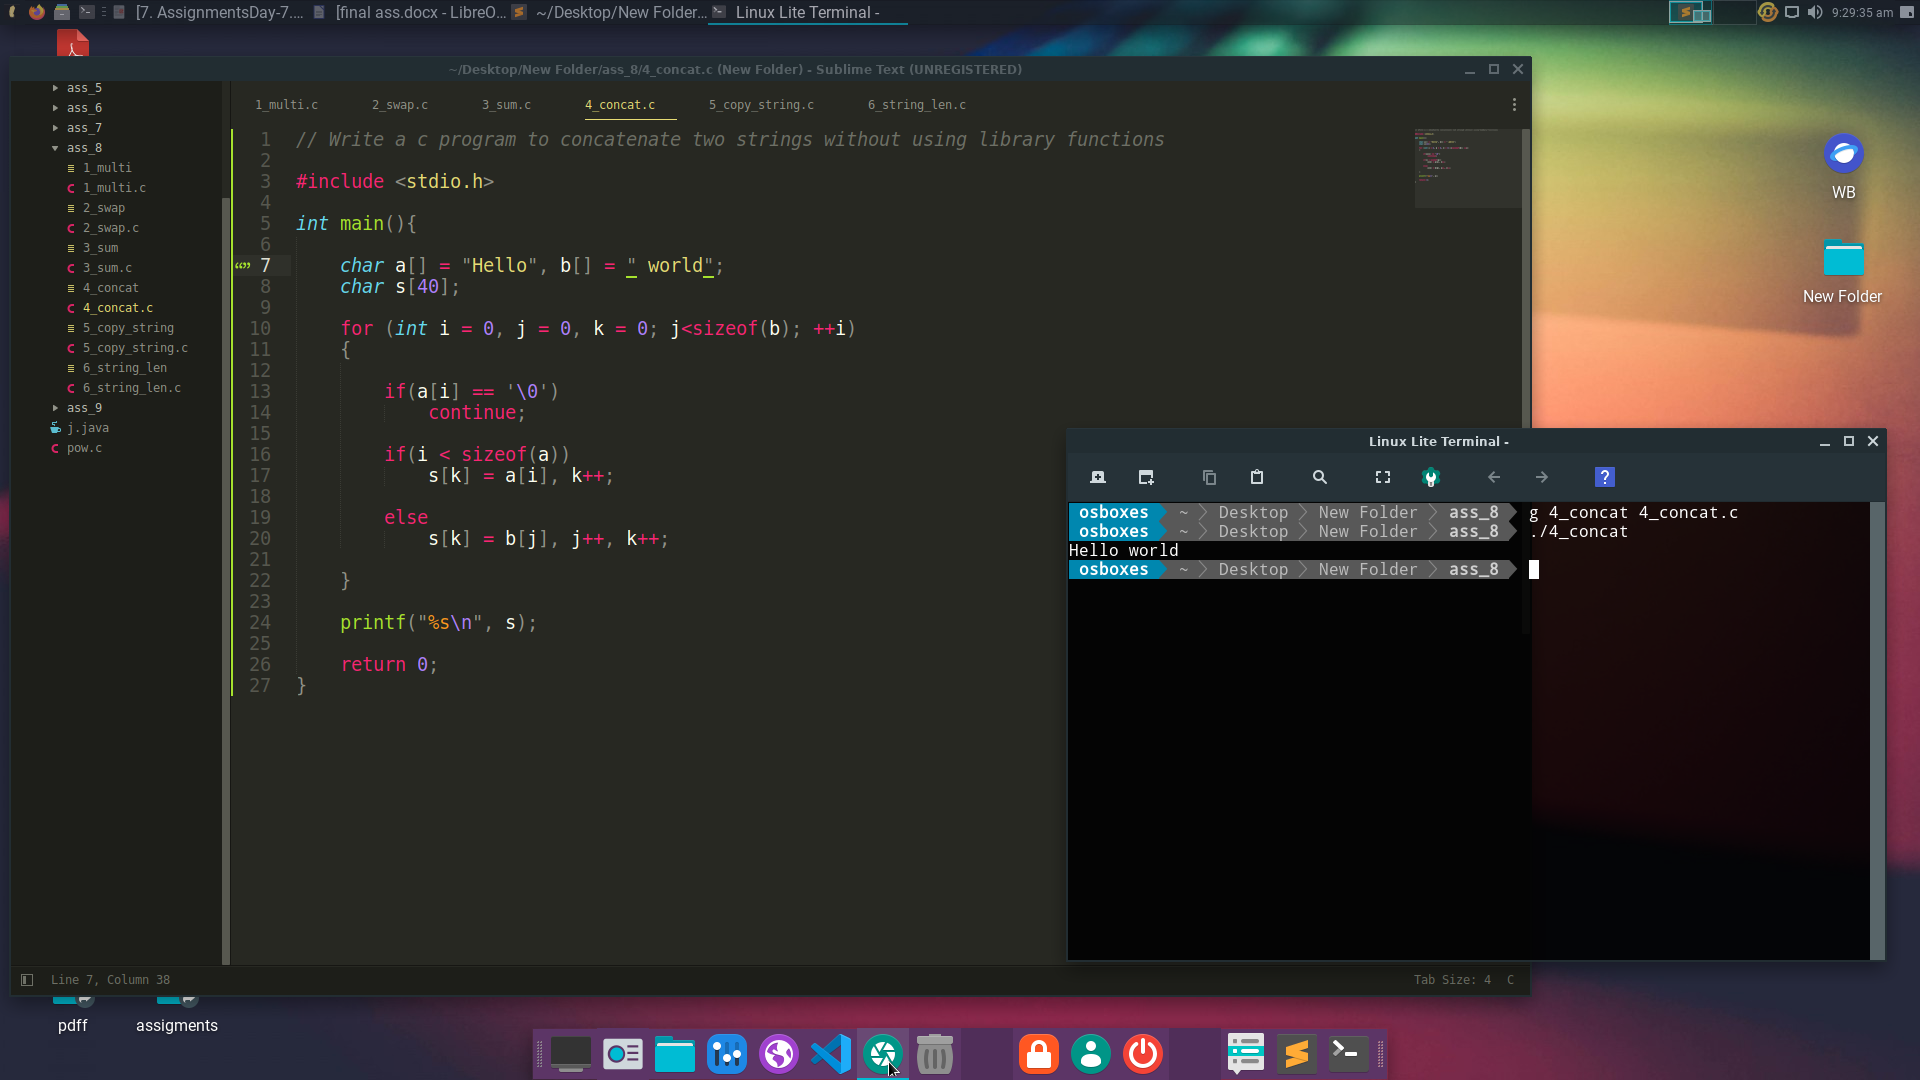 [7. AssignmentsDay-7.... [final ass.docx - LibreO... ~/Desktop/New Folder... Linux Lite Terminal - 9:29:35 am
~/Desktop/New Folder/ass_8/4_concat.c (New Folder) - Sublime Text (UNREGISTERED)
ass_5
ass_6
ass_7
ass_8
1_multi
1_multi.c
2_swap
2_swap.c
3_sum
3_sum.c
4_concat
4_concat.c
5_copy_string
5_copy_string.c
6_string_len
6_string_len.c
ass_9
j.java
pow.c
1_multi.c 2_swap.c 3_sum.c 4_concat.c 5_copy_string.c 6_string_len.c
1 // Write a c program to concatenate two strings without using library functions
2
3 #include <stdio.h>
4
5 int main(){
6
7     char a[] = "Hello", b[] = " world";
8     char s[40];
9
10     for (int i = 0, j = 0, k = 0; j<sizeof(b); ++i)
11     {
12
13         if(a[i] == '\0')
14             continue;
15
16         if(i < sizeof(a))
17             s[k] = a[i], k++;
18
19         else
20             s[k] = b[j], j++, k++;
21
22     }
23
24     printf("%s\n", s);
25
26     return 0;
27 }
Line 7, Column 38 Tab Size: 4 C
WB
New Folder
Linux Lite Terminal -
osboxes ~ Desktop New Folder ass_8 g 4_concat 4_concat.c
osboxes ~ Desktop New Folder ass_8 ./4_concat
Hello world
osboxes ~ Desktop New Folder ass_8
pdff assigments